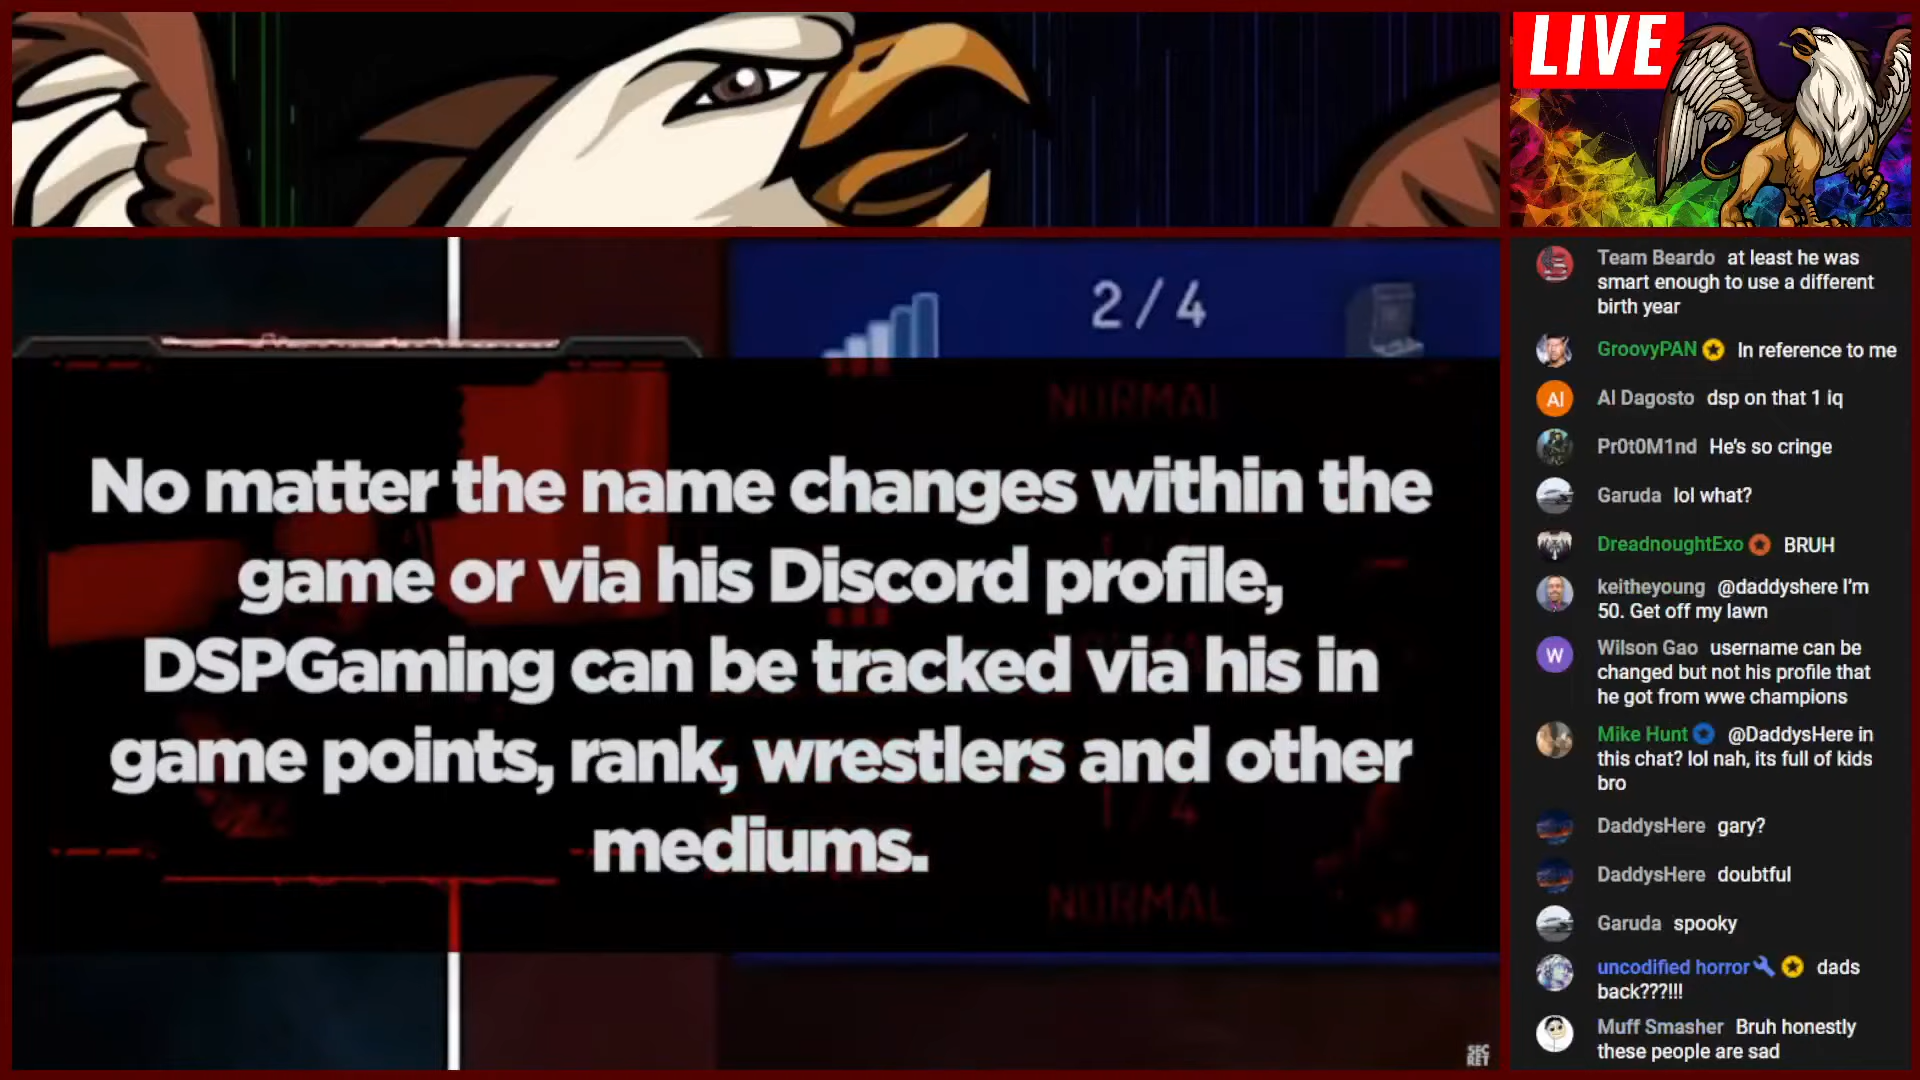 LIVE
2/4
NORMAL
No matter the name changes within the
game or via his Discord profile,
DSPGaming can be tracked via his in
game points, rank, wrestlers and other
mediums.
1/4
NORMAL
SEC
RET
Team Beardo at least he was
smart enough to use a different
birth year
GroovyPAN In reference to me
AI
Al Dagosto dsp on that 1 iq
Pr0t0M1nd He's so cringe
Garuda lol what?
DreadnoughtExo BRUH
keitheyoung @daddyshere I'm
50. Get off my lawn
W
Wilson Gao username can be
changed but not his profile that
he got from wwe champions
Mike Hunt @DaddysHere in
this chat? lol nah, its full of kids
bro
DaddysHere gary?
DaddysHere doubtful
Garuda spooky
uncodified horror dads
back???!!!
Muff Smasher Bruh honestly
these people are sad